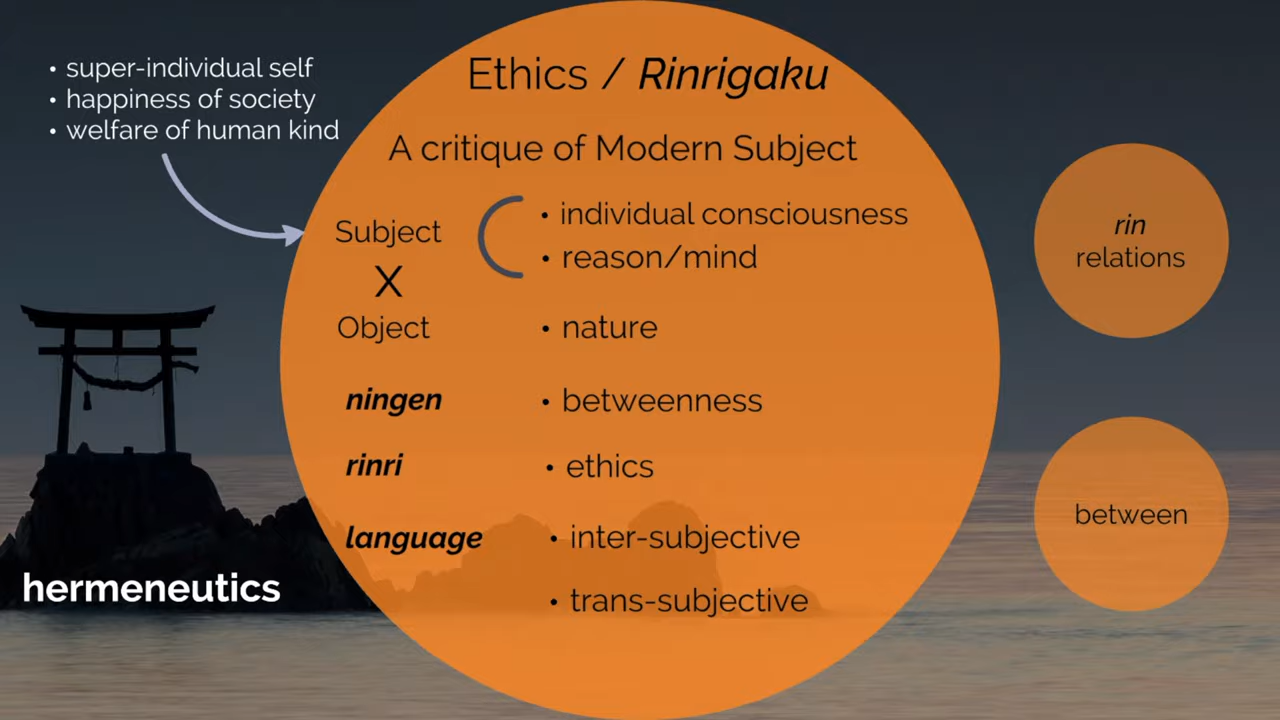 • super-individual self
• happiness of society
• welfare of human kind
Ethics / Rinrigaku
A critique of Modern Subject
Subject
• individual consciousness
• reason/mind
X
Object
• nature
ningen
• betweenness
rinri
• ethics
language
• inter-subjective
• trans-subjective
hermeneutics
rin
relations
between